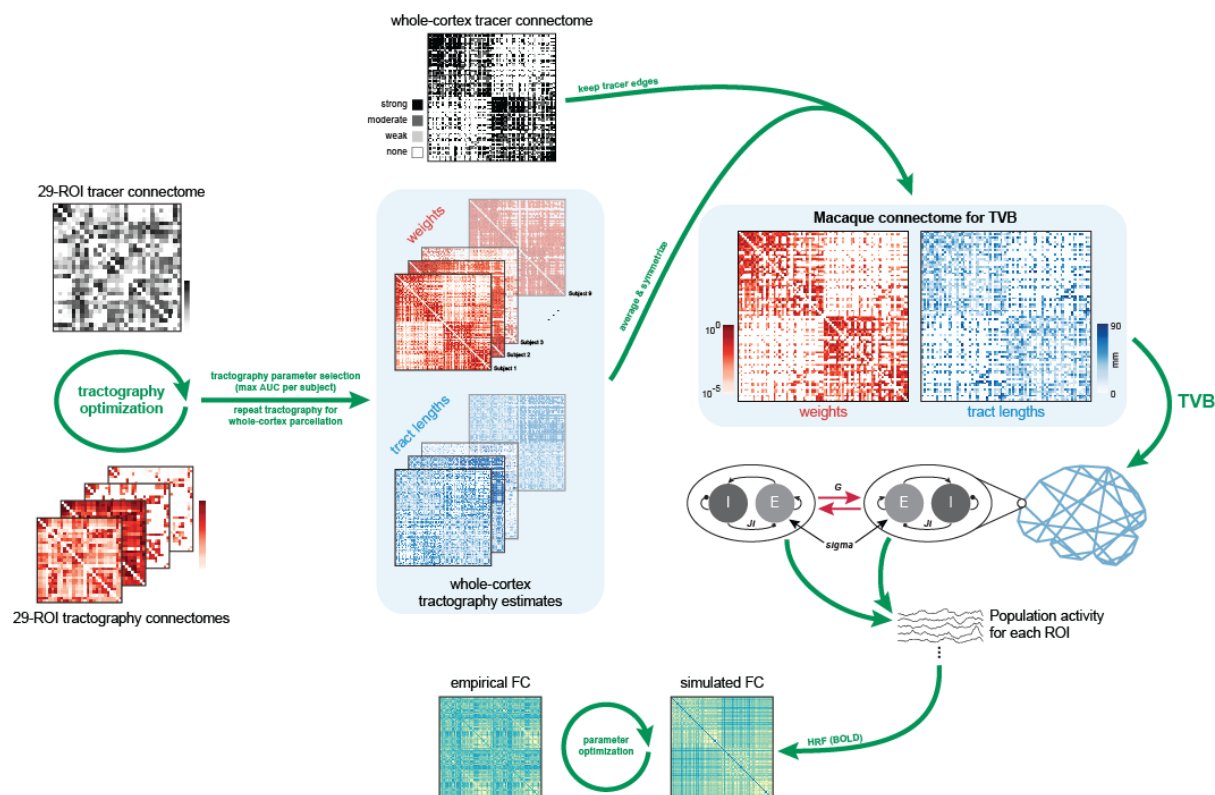 whole-cortex tracer connectome
strong
moderate
weak
none
keep tracer edges
29-ROI tracer connectome
tractography
optimization
tractography parameter selection
(max AUC per subject)
repeat tractography for
whole-cortex parcellation
29-ROI tractography connectomes
weights
Subject 9
Subject 3
Subject 2
Subject 1
tract lengths
whole-cortex
tractography estimates
average & symmetrize
Macaque connectome for TVB
10^0
10^-5
weights
90
mm
0
tract lengths
TVB
I
E
JI
G
sigma
E
I
JI
Population activity
for each ROI
HRF (BOLD)
empirical FC
parameter
optimization
simulated FC